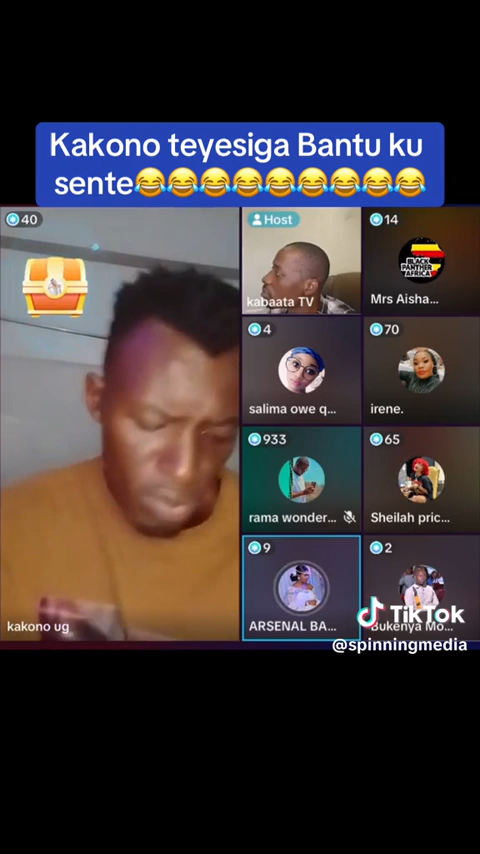 Kakono teyesiga Bantu ku
sente😂😂😂😂😂😂😂😂😂
40
Host
14
kabaata TV
BLACK
PANTHER
AFRICA
Mrs Aisha...
4
70
salima owe q...
irene.
933
65
rama wonder...
Sheilah pric...
9
2
kakono ug
ARSENAL BA...
Bukenya Mo...
TikTok
@spinningmedia